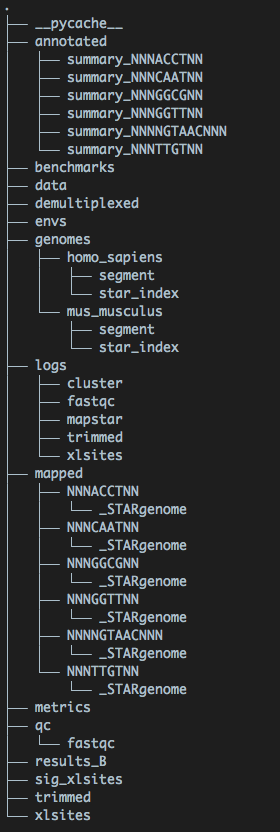 .
├── __pycache__
├── annotated
│   ├── summary_NNNACCTNN
│   ├── summary_NNNCAATNN
│   ├── summary_NNNGGCGNN
│   ├── summary_NNNGGTTNN
│   ├── summary_NNNNGTAACNNN
│   └── summary_NNNTTGTNN
├── benchmarks
├── data
├── demultiplexed
├── envs
├── genomes
│   ├── homo_sapiens
│   │   ├── segment
│   │   └── star_index
│   └── mus_musculus
│       ├── segment
│       └── star_index
├── logs
│   ├── cluster
│   ├── fastqc
│   ├── mapstar
│   ├── trimmed
│   └── xlsites
├── mapped
│   ├── NNNACCTNN
│   │   └── _STARgenome
│   ├── NNNCAATNN
│   │   └── _STARgenome
│   ├── NNNGGCGNN
│   │   └── _STARgenome
│   ├── NNNGGTTNN
│   │   └── _STARgenome
│   ├── NNNNGTAACNNN
│   │   └── _STARgenome
│   └── NNNTTGTNN
│       └── _STARgenome
├── metrics
├── qc
│   └── fastqc
├── results_B
├── sig_xlsites
├── trimmed
└── xlsites